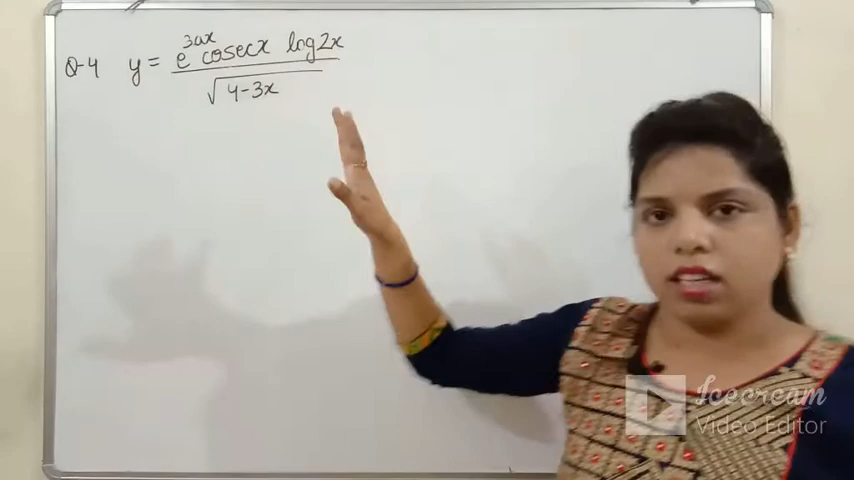 Q-4 y = e^{3ax} cosecx log2x / √(4-3x)
Icecream
Video Editor